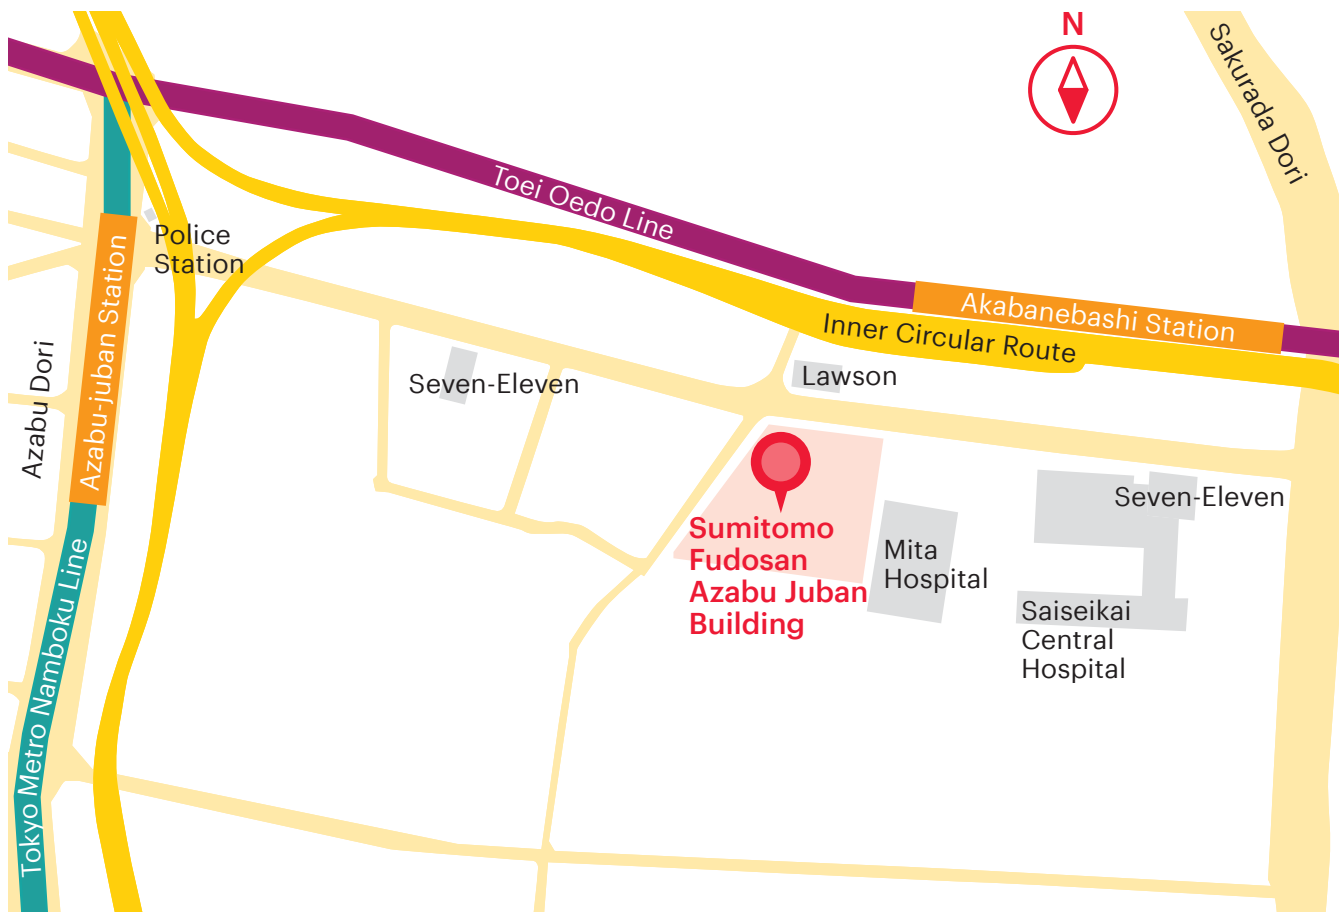 N
Sakurada Dori
Toei Oedo Line
Police
Station
Akabanebashi Station
Inner Circular Route
Azabu-juban Station
Azabu Dori
Seven-Eleven
Lawson
Seven-Eleven
Sumitomo
Fudosan
Azabu Juban
Building
Mita
Hospital
Saiseikai
Central
Hospital
Tokyo Metro Namboku Line